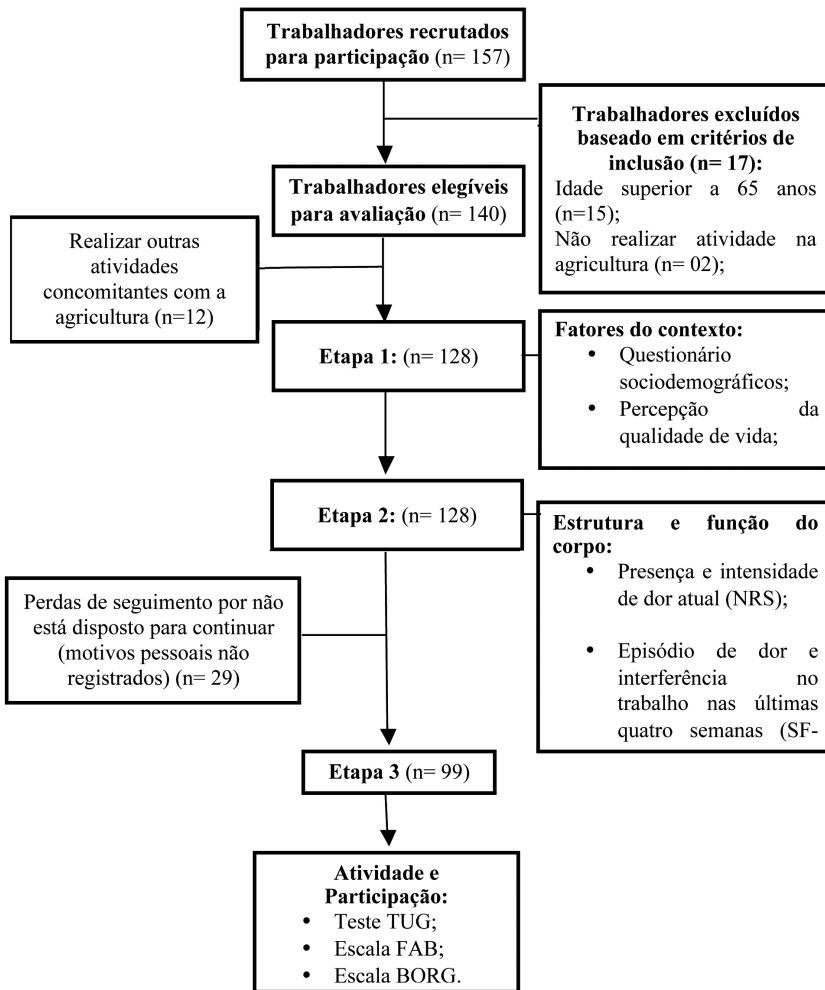 Trabalhadores recrutados
para participação (n= 157)
Trabalhadores excluídos
baseado em critérios de
inclusão (n= 17):
Idade superior a 65 anos
(n=15);
Não realizar atividade na
agricultura (n= 02);
Trabalhadores elegíveis
para avaliação (n= 140)
Realizar outras
atividades
concomitantes com a
agricultura (n=12)
Etapa 1: (n= 128)
Fatores do contexto:
• Questionário
sociodemográficos;
• Percepção da
qualidade de vida;
Etapa 2: (n= 128)
Estrutura e função do
corpo:
• Presença e intensidade
de dor atual (NRS);
• Episódio de dor e
interferência no
trabalho nas últimas
quatro semanas (SF-
Perdas de seguimento por não
está disposto para continuar
(motivos pessoais não
registrados) (n= 29)
Etapa 3 (n= 99)
Atividade e
Participação:
• Teste TUG;
• Escala FAB;
• Escala BORG.